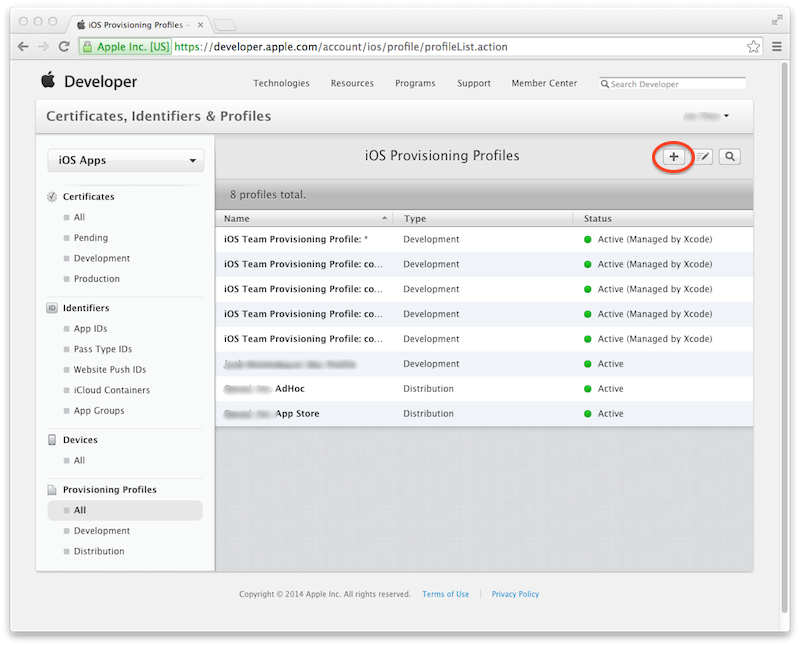 iOS Provisioning Profiles –
Apple Inc. [US] https://developer.apple.com/account/ios/profile/profileList.action
Developer
Technologies Resources Programs Support Member Center Search Developer
Certificates, Identifiers & Profiles
iOS Apps
Certificates
All
Pending
Development
Production
Identifiers
App IDs
Pass Type IDs
Website Push IDs
iCloud Containers
App Groups
Devices
All
Provisioning Profiles
All
Development
Distribution
iOS Provisioning Profiles
8 profiles total.
Name Type Status
iOS Team Provisioning Profile: * Development Active (Managed by Xcode)
iOS Team Provisioning Profile: co... Development Active (Managed by Xcode)
iOS Team Provisioning Profile: co... Development Active (Managed by Xcode)
iOS Team Provisioning Profile: co... Development Active (Managed by Xcode)
iOS Team Provisioning Profile: co... Development Active (Managed by Xcode)
Development Active
AdHoc Distribution Active
App Store Distribution Active
Copyright © 2014 Apple Inc. All rights reserved. Terms of Use Privacy Policy